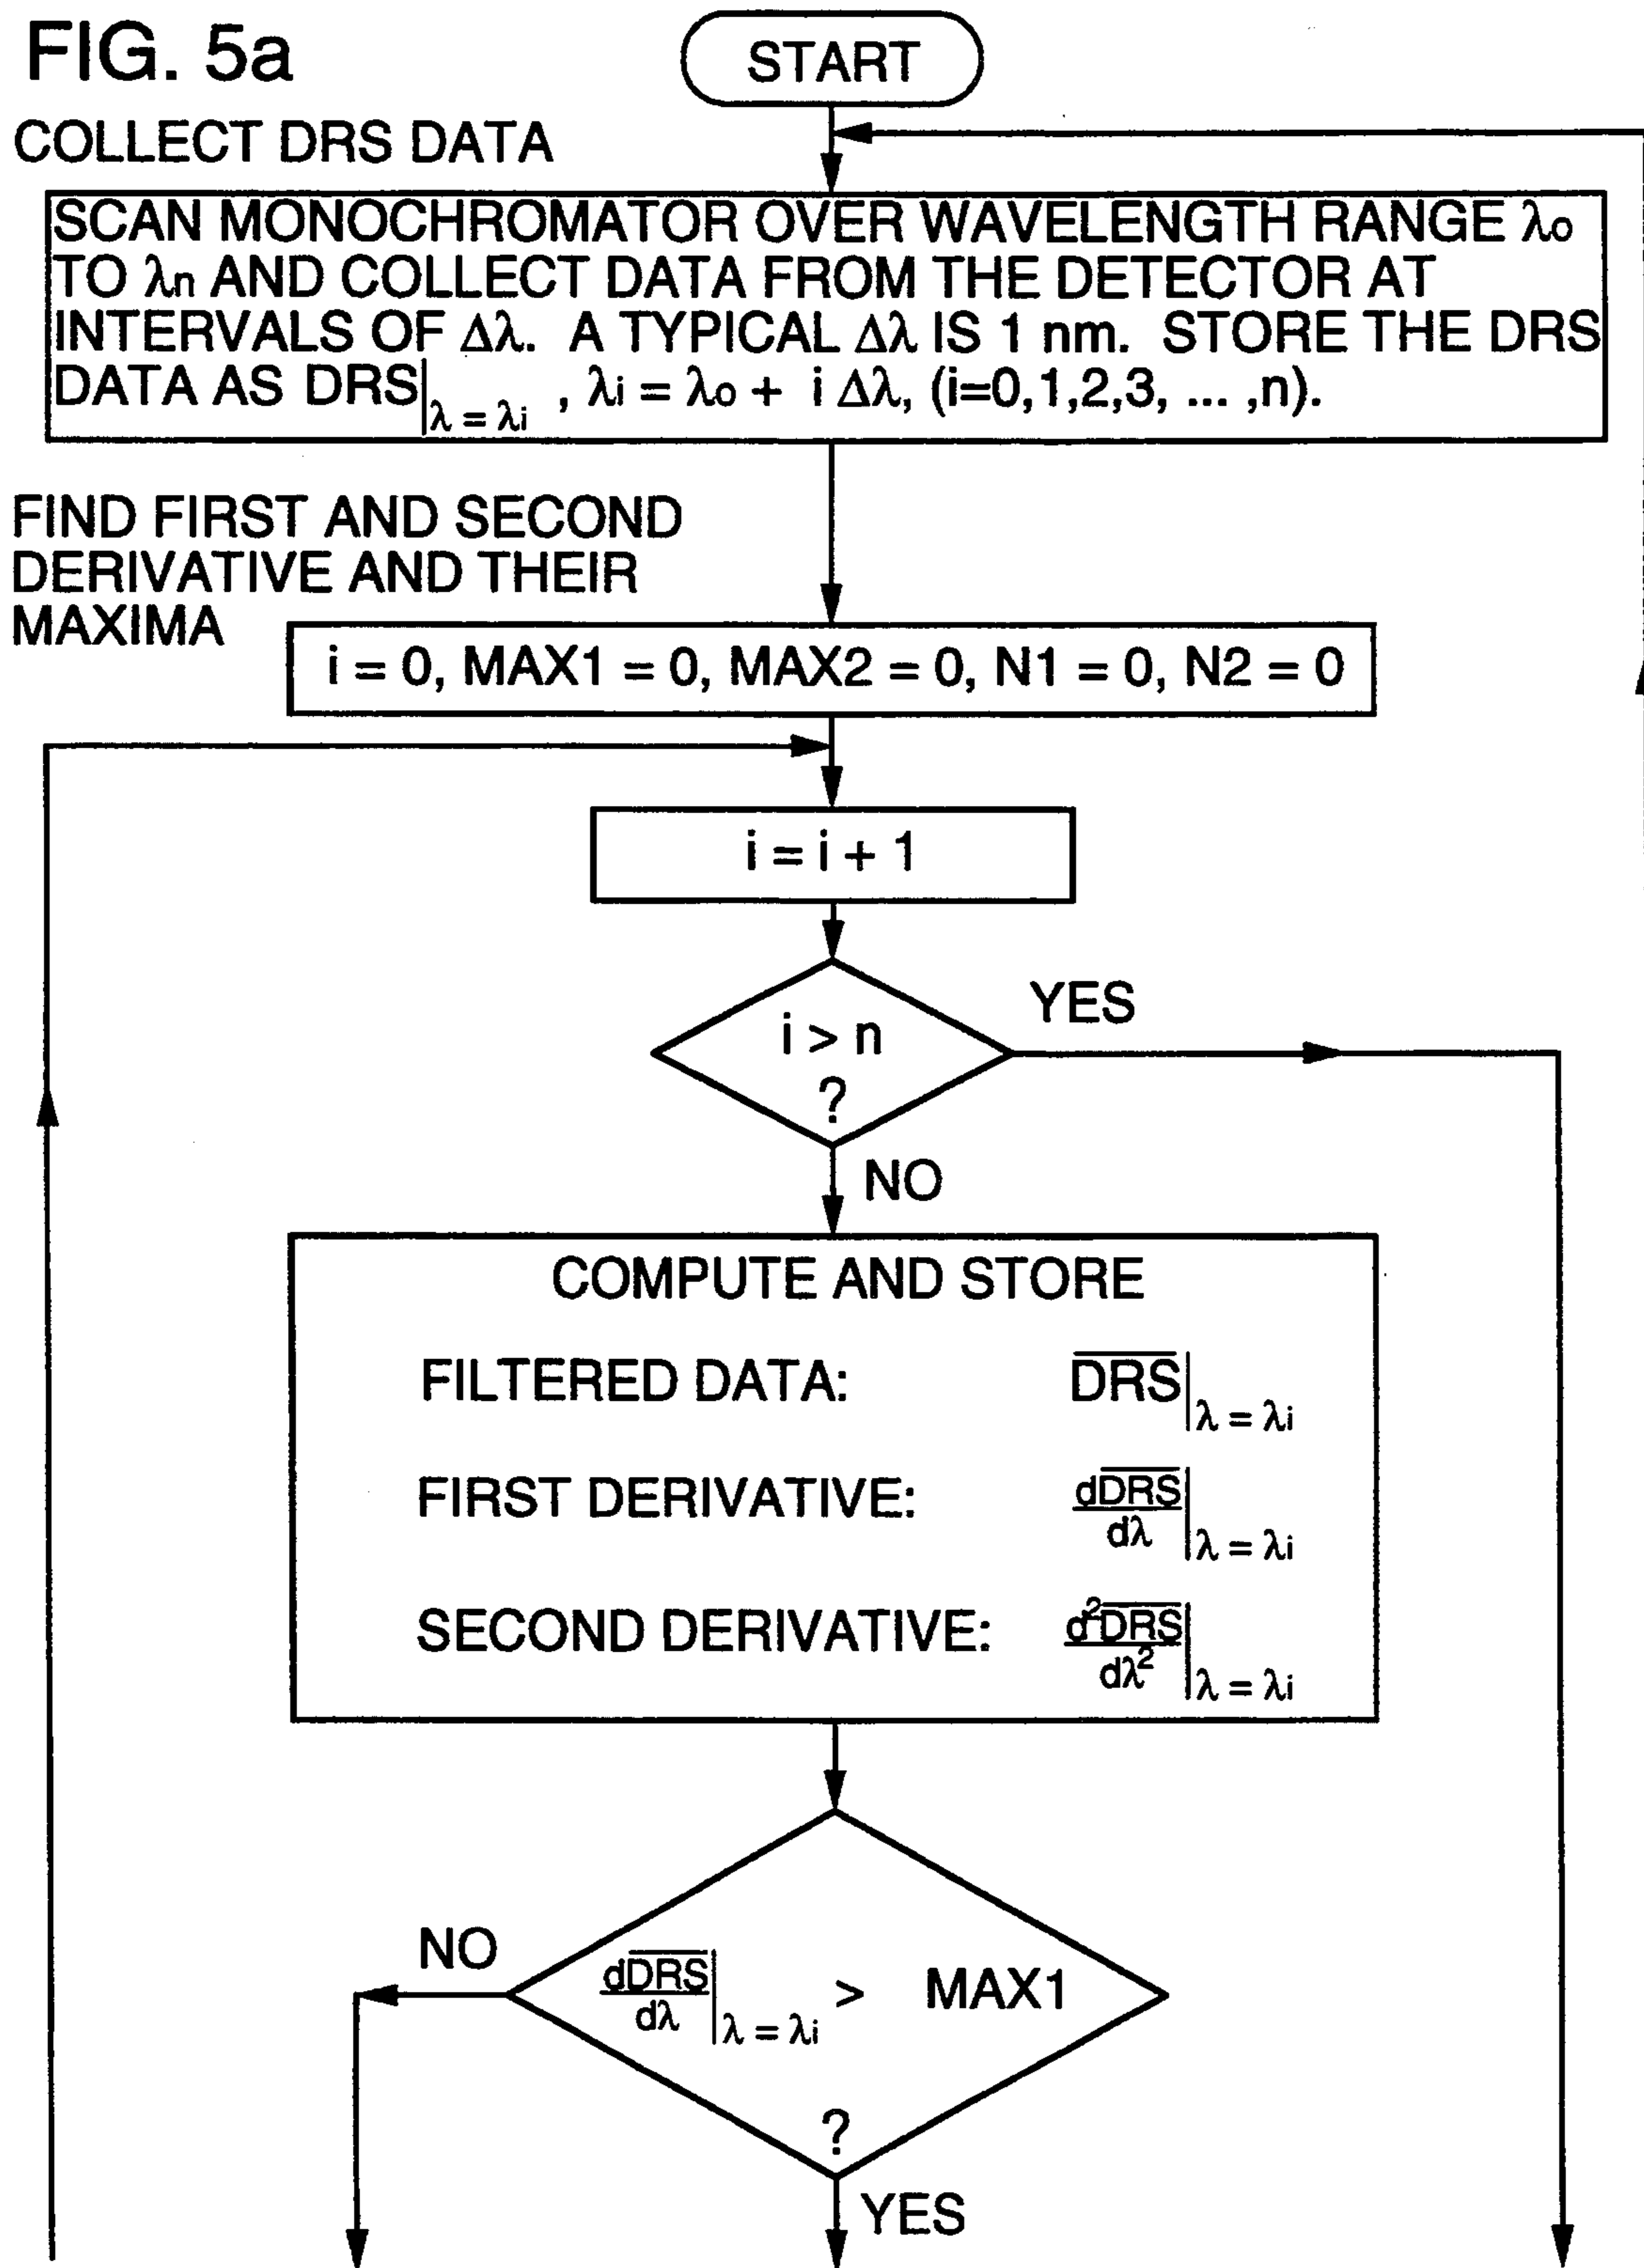 FIG. 5a
START
COLLECT DRS DATA
SCAN MONOCHROMATOR OVER WAVELENGTH RANGE λo
TO λn AND COLLECT DATA FROM THE DETECTOR AT
INTERVALS OF Δλ. A TYPICAL Δλ IS 1 nm. STORE THE DRS
DATA AS DRS|λ = λi , λi = λo + i Δλ, (i=0,1,2,3, ... ,n).
FIND FIRST AND SECOND
DERIVATIVE AND THEIR
MAXIMA
i = 0, MAX1 = 0, MAX2 = 0, N1 = 0, N2 = 0
i = i + 1
i > n
?
YES
NO
COMPUTE AND STORE
FILTERED DATA: D̅R̅S̅|λ = λi
FIRST DERIVATIVE: dD̅R̅S̅/dλ|λ = λi
SECOND DERIVATIVE: d²D̅R̅S̅/dλ²|λ = λi
NO
dD̅R̅S̅/dλ|λ = λi > MAX1
?
YES